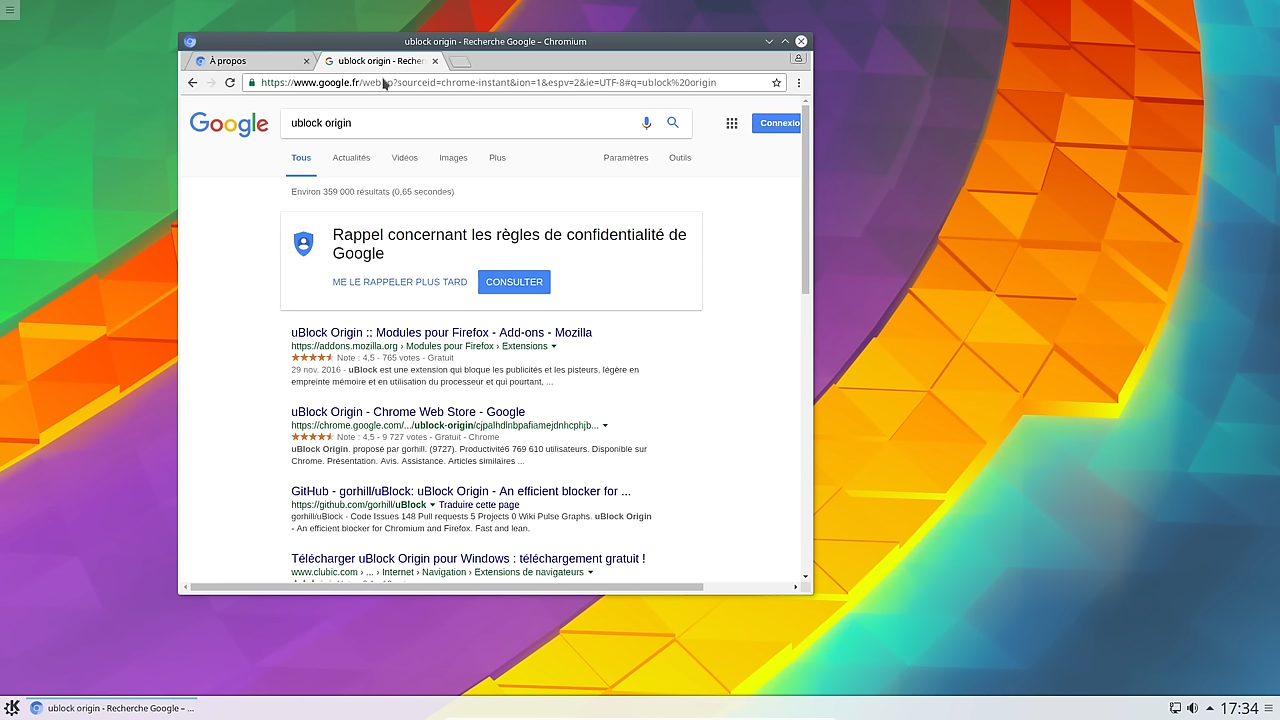 ublock origin - Recherche Google – Chromium
À propos
ublock origin - Recher
https://www.google.fr/web?sourceid=chrome-instant&ion=1&espv=2&ie=UTF-8#q=ublock%20origin
Google
ublock origin
Connexio
Tous
Actualités
Vidéos
Images
Plus
Paramètres
Outils
Environ 359 000 résultats (0,65 secondes)
Rappel concernant les règles de confidentialité de
Google
ME LE RAPPELER PLUS TARD
CONSULTER
uBlock Origin :: Modules pour Firefox - Add-ons - Mozilla
https://addons.mozilla.org › Modules pour Firefox › Extensions
Note : 4,5 - 765 votes - Gratuit
29 nov. 2016 - uBlock est une extension qui bloque les publicités et les pisteurs, légère en
empreinte mémoire et en utilisation du processeur et qui pourtant, ...
uBlock Origin - Chrome Web Store - Google
https://chrome.google.com/.../ublock-origin/cjpalhdlnbpafiamejdnhcphjb...
Note : 4,5 - 9 727 votes - Gratuit - Chrome
uBlock Origin. proposé par gorhill. (9727). Productivité6 769 610 utilisateurs. Disponible sur
Chrome. Présentation. Avis. Assistance. Articles similaires ...
GitHub - gorhill/uBlock: uBlock Origin - An efficient blocker for ...
https://github.com/gorhill/uBlock Traduire cette page
gorhill/uBlock · Code Issues 148 Pull requests 5 Projects 0 Wiki Pulse Graphs. uBlock Origin
- An efficient blocker for Chromium and Firefox. Fast and lean.
Télécharger uBlock Origin pour Windows : téléchargement gratuit !
www.clubic.com › ... › Internet › Navigation › Extensions de navigateurs
ublock origin - Recherche Google – ...
17:34